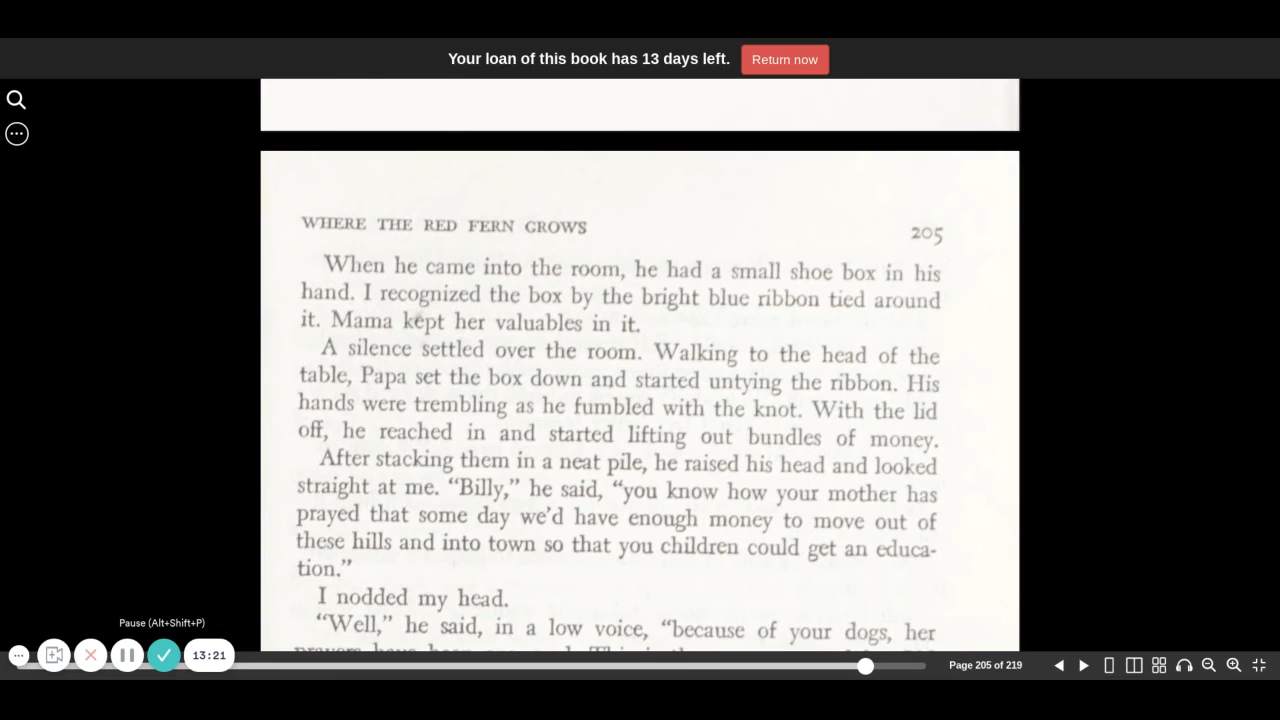 Your loan of this book has 13 days left. Return now
WHERE THE RED FERN GROWS 205
When he came into the room, he had a small shoe box in his
hand. I recognized the box by the bright blue ribbon tied around
it. Mama kept her valuables in it.
A silence settled over the room. Walking to the head of the
table, Papa set the box down and started untying the ribbon. His
hands were trembling as he fumbled with the knot. With the lid
off, he reached in and started lifting out bundles of money.
After stacking them in a neat pile, he raised his head and looked
straight at me. “Billy,” he said, “you know how your mother has
prayed that some day we’d have enough money to move out of
these hills and into town so that you children could get an educa-
tion.”
I nodded my head.
“Well,” he said, in a low voice, “because of your dogs, her
Pause (Alt+Shift+P)
13:21
Page 205 of 219